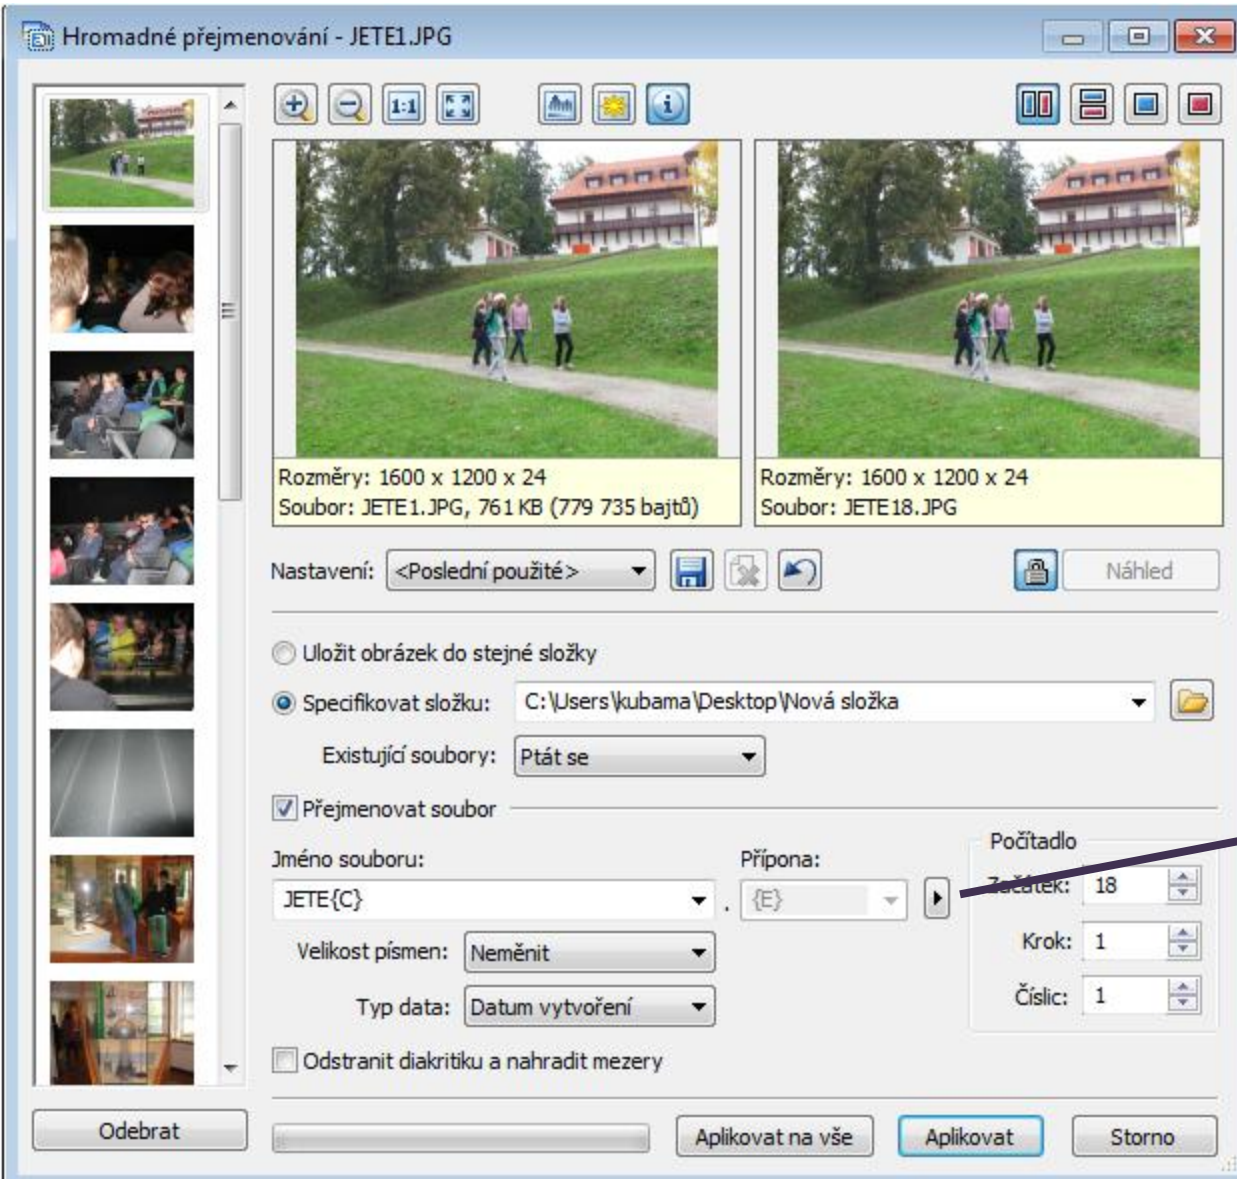 Hromadné přejmenování - JETE1.JPG
1:1
Rozměry: 1600 x 1200 x 24
Soubor: JETE1.JPG, 761 KB (779 735 bajtů)
Rozměry: 1600 x 1200 x 24
Soubor: JETE18.JPG
Nastavení: <Poslední použité> Náhled
Uložit obrázek do stejné složky
Specifikovat složku: C:\Users\kubama\Desktop\Nová složka
Existující soubory: Ptát se
Přejmenovat soubor
Jméno souboru: Přípona: Počítadlo
JETE{C} . {E} Začátek: 18
Velikost písmen: Neměnit Krok: 1
Typ data: Datum vytvoření Číslic: 1
Odstranit diakritiku a nahradit mezery
Odebrat Aplikovat na vše Aplikovat Storno